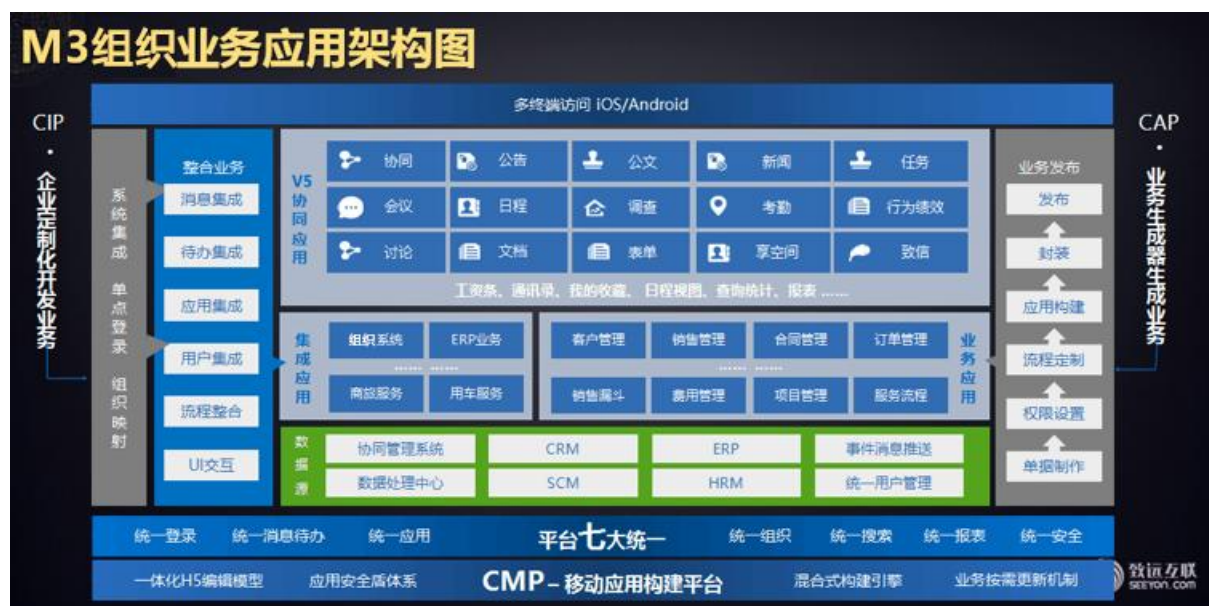 M3组织业务应用架构图
多终端访问 iOS/Android
CIP
·
企业定制化开发业务
系统集成 单点登录 组织映射
整合业务
消息集成
待办集成
应用集成
用户集成
流程整合
UI交互
V5协同应用
协同 公告 公文 新闻 任务
会议 日程 调查 考勤 行为绩效
讨论 文档 表单 享空间 致信
工资条、通讯录、我的收藏、 日程视图、查询统计、报表 ……
集成应用
组织系统 ERP业务
…… ……
商旅服务 用车服务
客户管理 销售管理 合同管理 订单管理
…… ……
销售漏斗 费用管理 项目管理 服务流程
业务应用
数据源
协同管理系统 CRM ERP 事件消息推送
数据处理中心 SCM HRM 统一用户管理
业务发布
发布
封装
应用构建
流程定制
权限设置
单据制作
CAP
·
业务生成器生成业务
统一登录 统一消息待办 统一应用 平台七大统一 统一组织 统一搜索 统一报表 统一安全
一体化H5编辑模型 应用安全盾体系 CMP – 移动应用构建平台 混合式构建引擎 业务按需更新机制
致远互联
SEEYON.COM